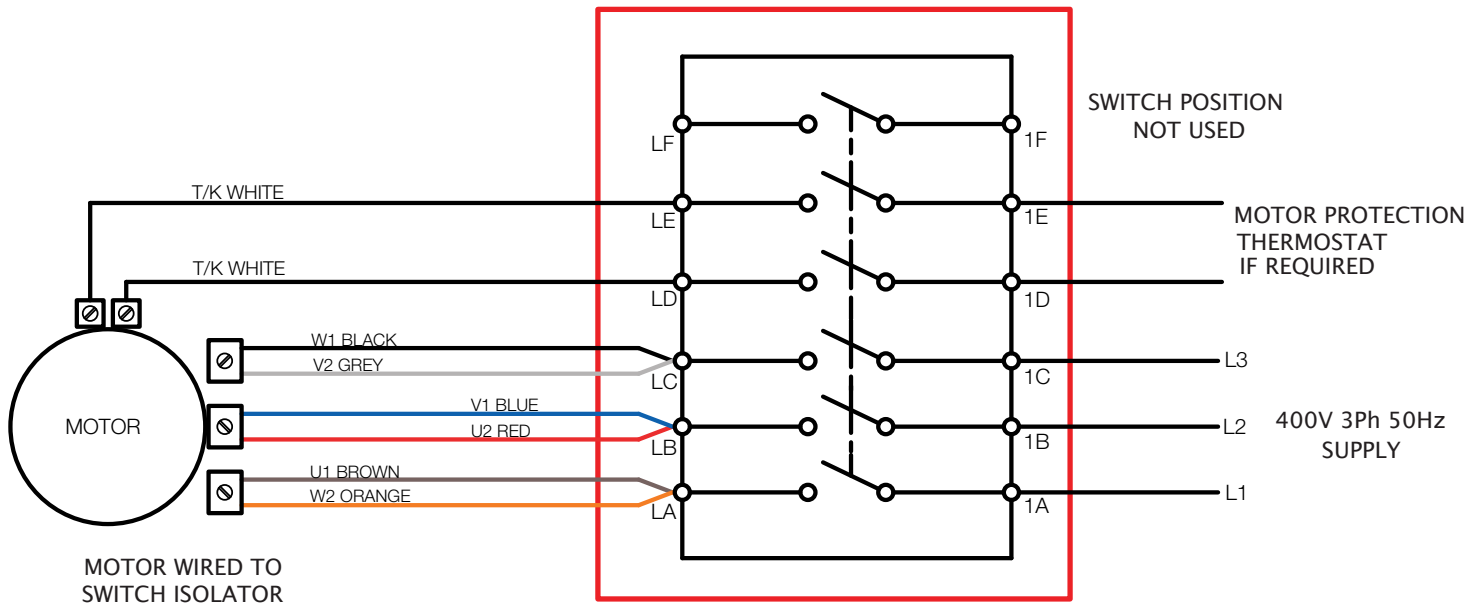 SWITCH POSITION
NOT USED
LF
1F
T/K WHITE
LE
1E
MOTOR PROTECTION
THERMOSTAT
IF REQUIRED
T/K WHITE
LD
1D
W1 BLACK
V2 GREY
LC
1C
L3
MOTOR
V1 BLUE
U2 RED
LB
1B
L2
400V 3Ph 50Hz
SUPPLY
U1 BROWN
W2 ORANGE
LA
1A
L1
MOTOR WIRED TO
SWITCH ISOLATOR